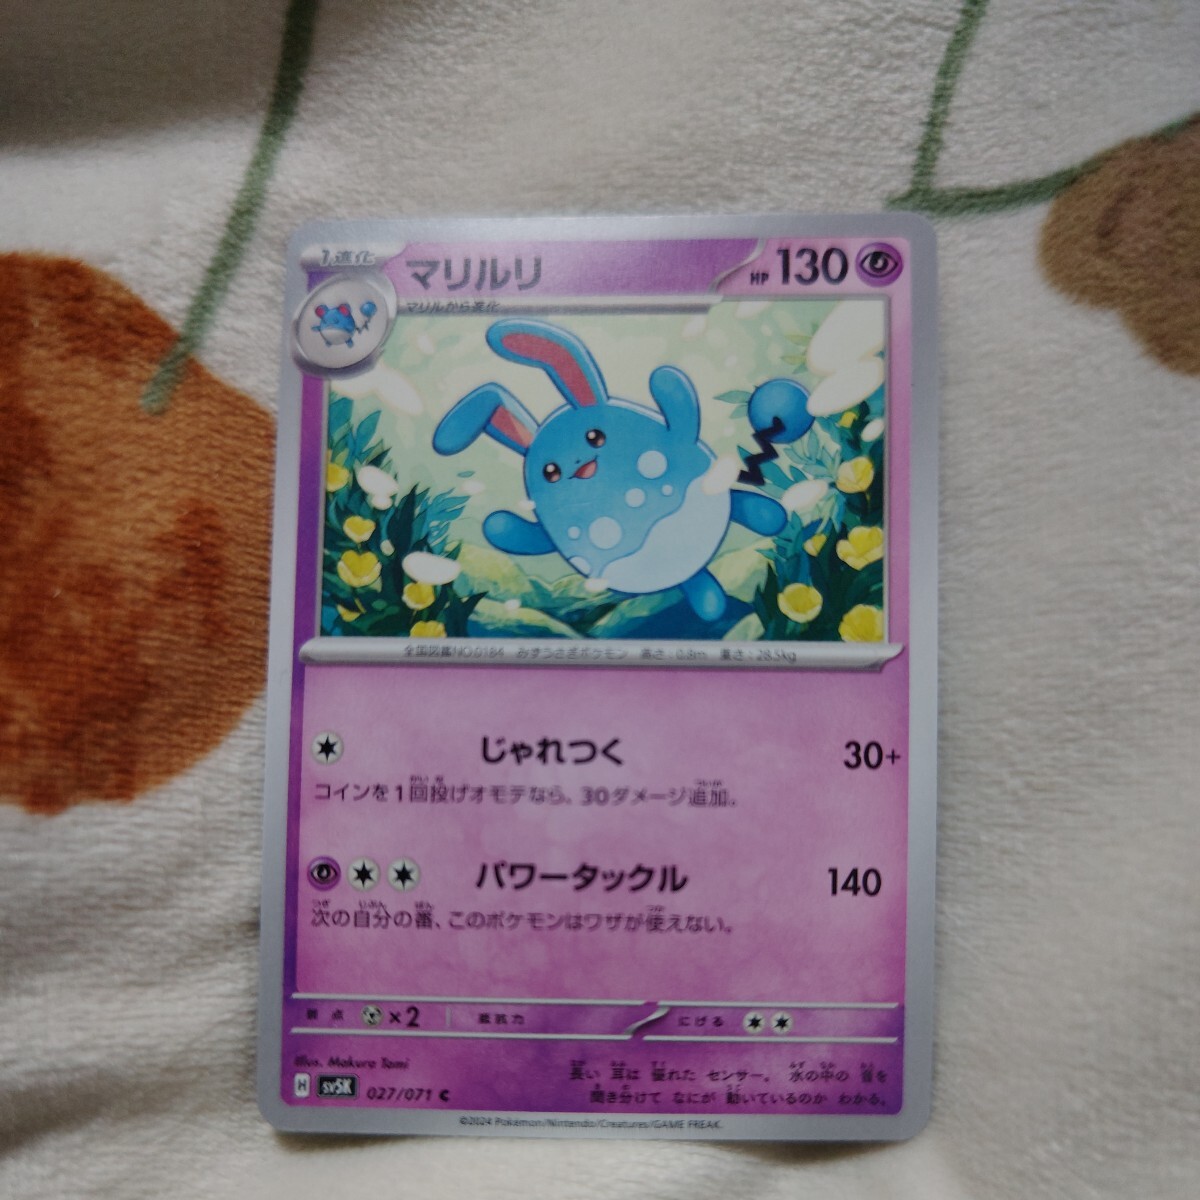 1進化
マリルリ
HP 130
マリルから進化
全国図鑑NO.0184 みずうさぎポケモン 高さ:0.8m 重さ:28.5kg
じゃれつく 30+
コインを1回投げオモテなら、30ダメージ追加。
パワータックル 140
次の自分の番、このポケモンはワザが使えない。
弱点 ×2 抵抗力 にげる
Illus. Makura Tami
長い 耳は 優れた センサー。 水の中の 音を
聞き分けて なにが 動いているのか わかる。
H SV5K 027/071 C
©2024 Pokémon/Nintendo/Creatures/GAME FREAK.